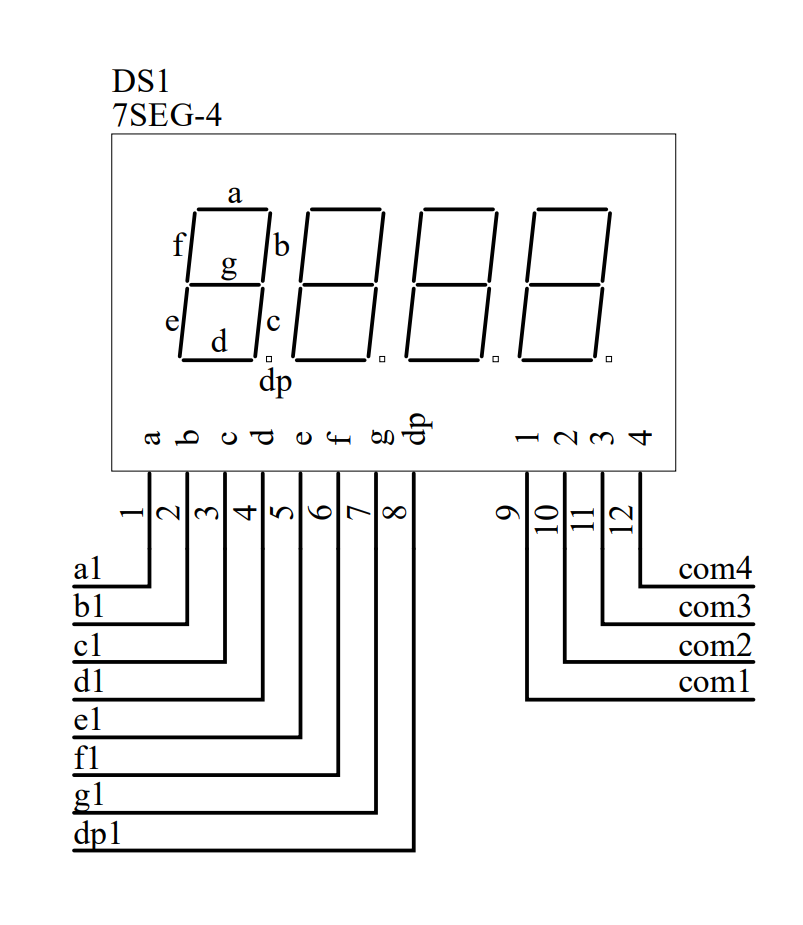 DS1
7SEG-4
a
f b
g
e c
d
dp
a b c d e f g dp 1 2 3 4
1 2 3 4 5 6 7 8 9 10 11 12
a1 com4
b1 com3
c1 com2
d1 com1
e1
f1
g1
dp1